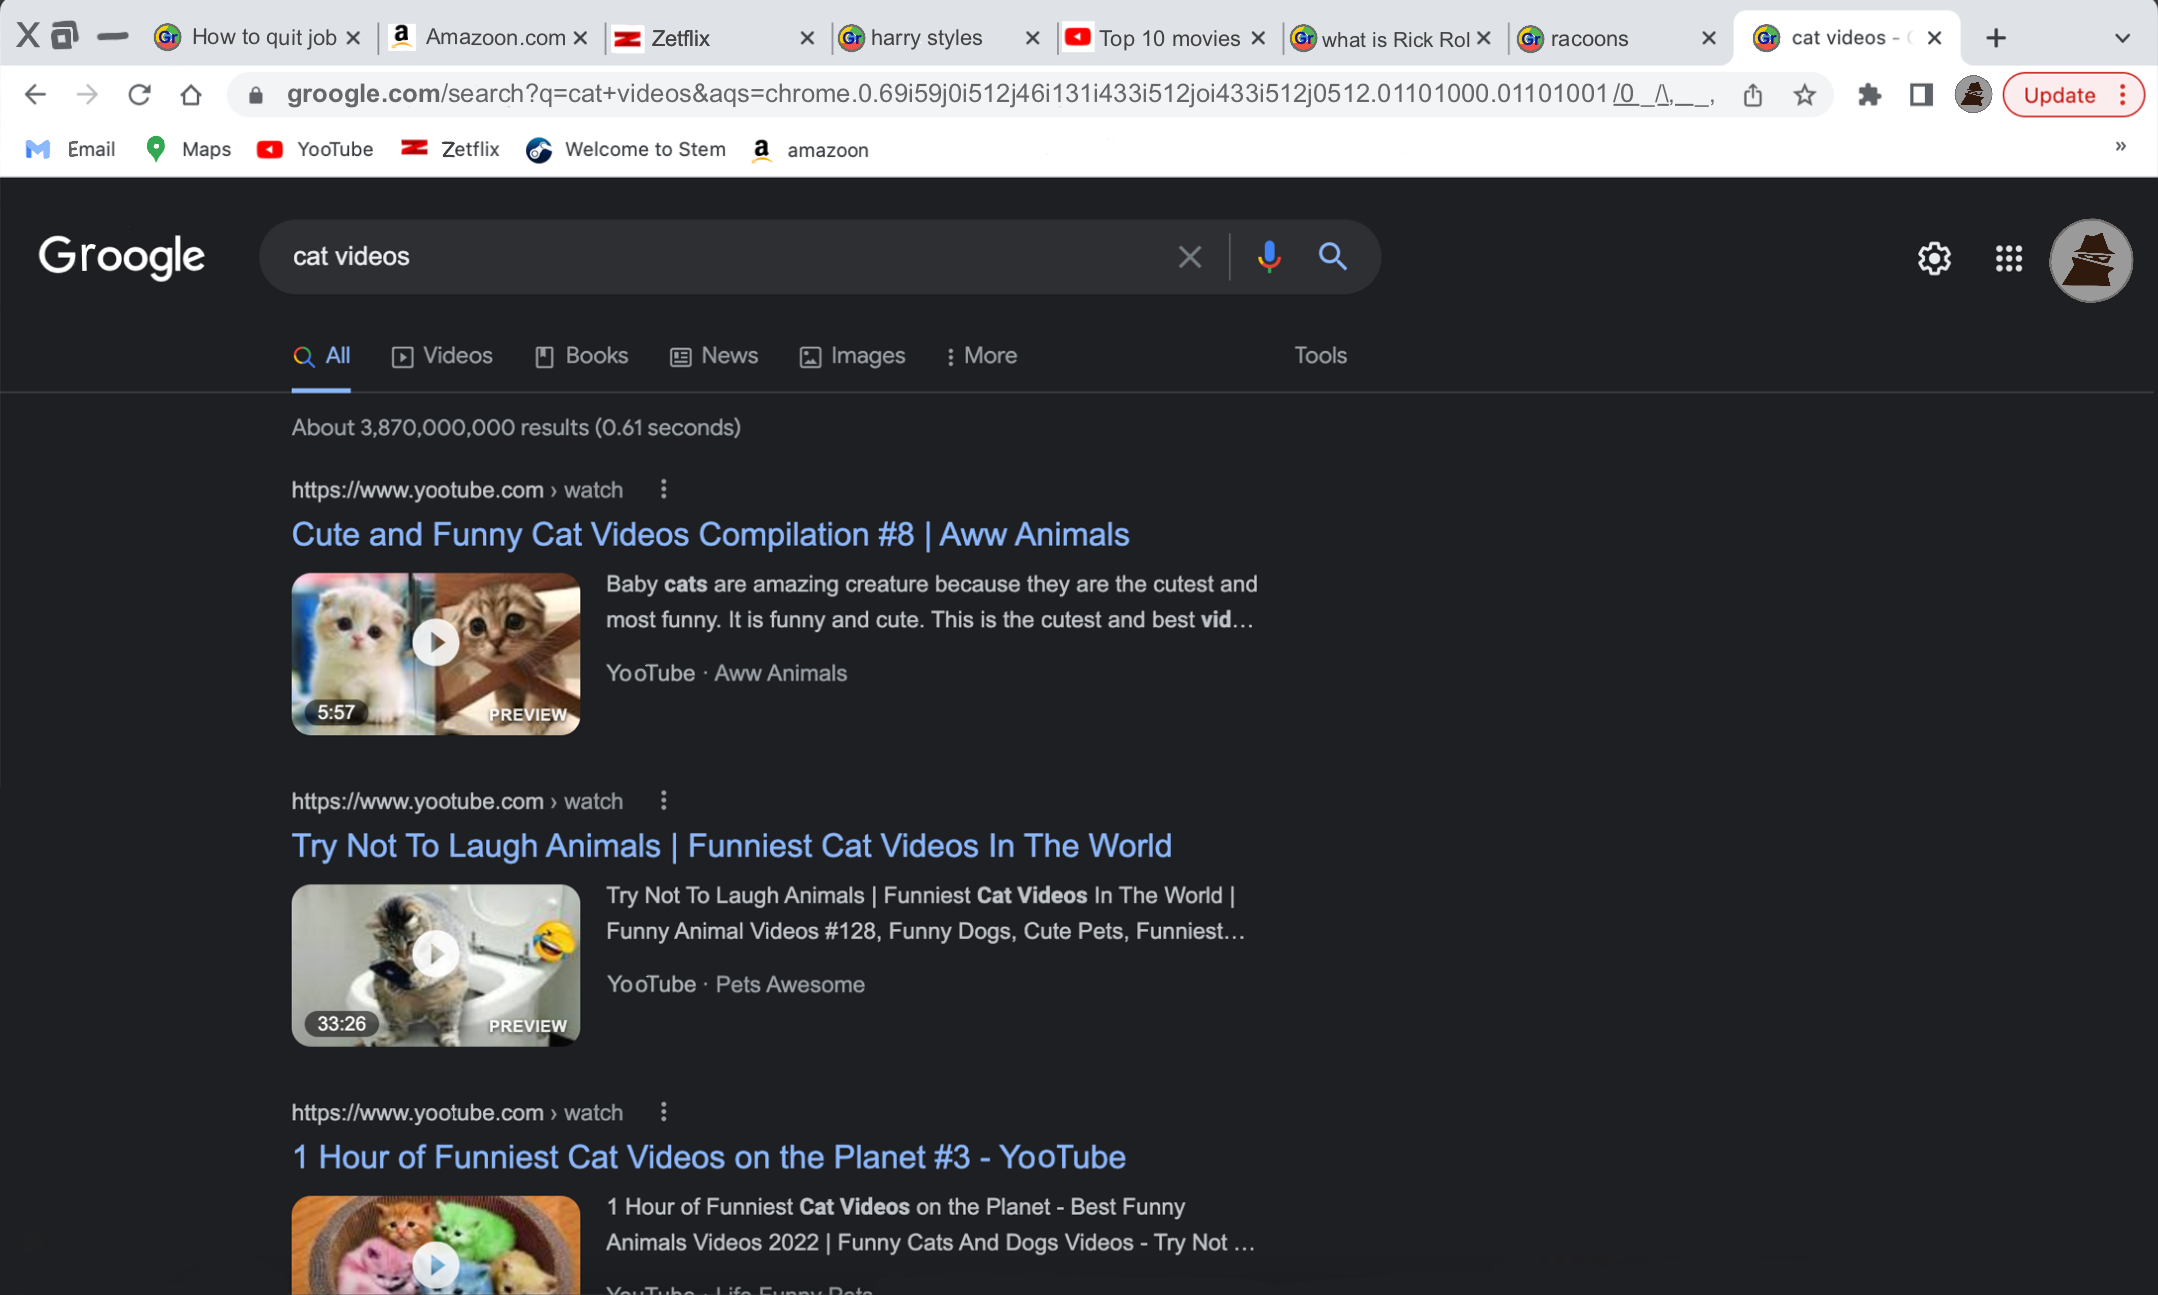 How to quit job
Amazoon.com
Zetflix
harry styles
Top 10 movies
what is Rick Rol
racoons
cat videos -
groogle.com/search?q=cat+videos&aqs=chrome.0.69i59j0i512j46i131i433i512joi433i512j0512.01101000.01101001/0__/\,__,
Update
Email
Maps
YooTube
Zetflix
Welcome to Stem
amazoon
Groogle
cat videos
All
Videos
Books
News
Images
More
Tools
About 3,870,000,000 results (0.61 seconds)
https://www.yootube.com › watch
Cute and Funny Cat Videos Compilation #8 | Aww Animals
Baby cats are amazing creature because they are the cutest and
most funny. It is funny and cute. This is the cutest and best vid...
YooTube · Aww Animals
5:57
PREVIEW
https://www.yootube.com › watch
Try Not To Laugh Animals | Funniest Cat Videos In The World
Try Not To Laugh Animals | Funniest Cat Videos In The World |
Funny Animal Videos #128, Funny Dogs, Cute Pets, Funniest...
YooTube · Pets Awesome
33:26
PREVIEW
https://www.yootube.com › watch
1 Hour of Funniest Cat Videos on the Planet #3 - YooTube
1 Hour of Funniest Cat Videos on the Planet - Best Funny
Animals Videos 2022 | Funny Cats And Dogs Videos - Try Not ...
YouTube · Life Funny Pets